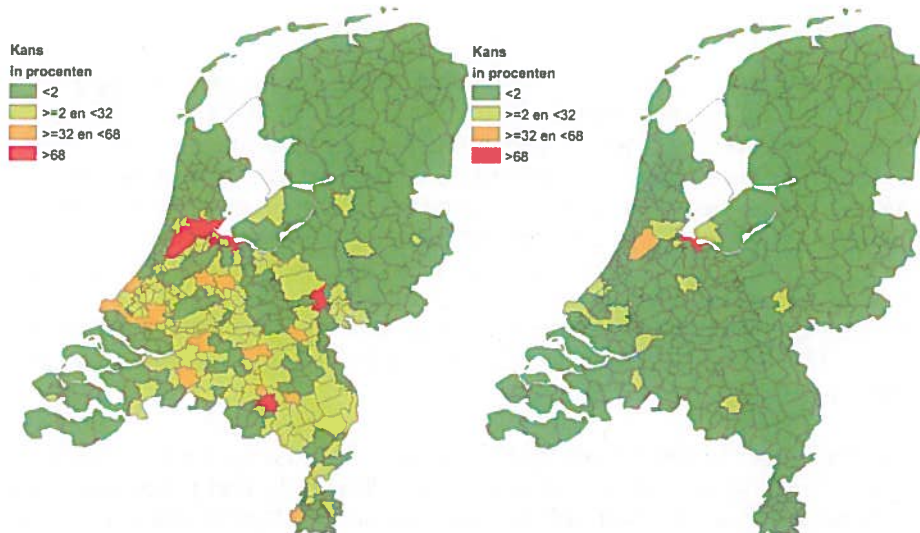 Kans
in procenten
<2
>=2 en <32
>=32 en <68
>68
Kans
in procenten
<2
>=2 en <32
>=32 en <68
>68